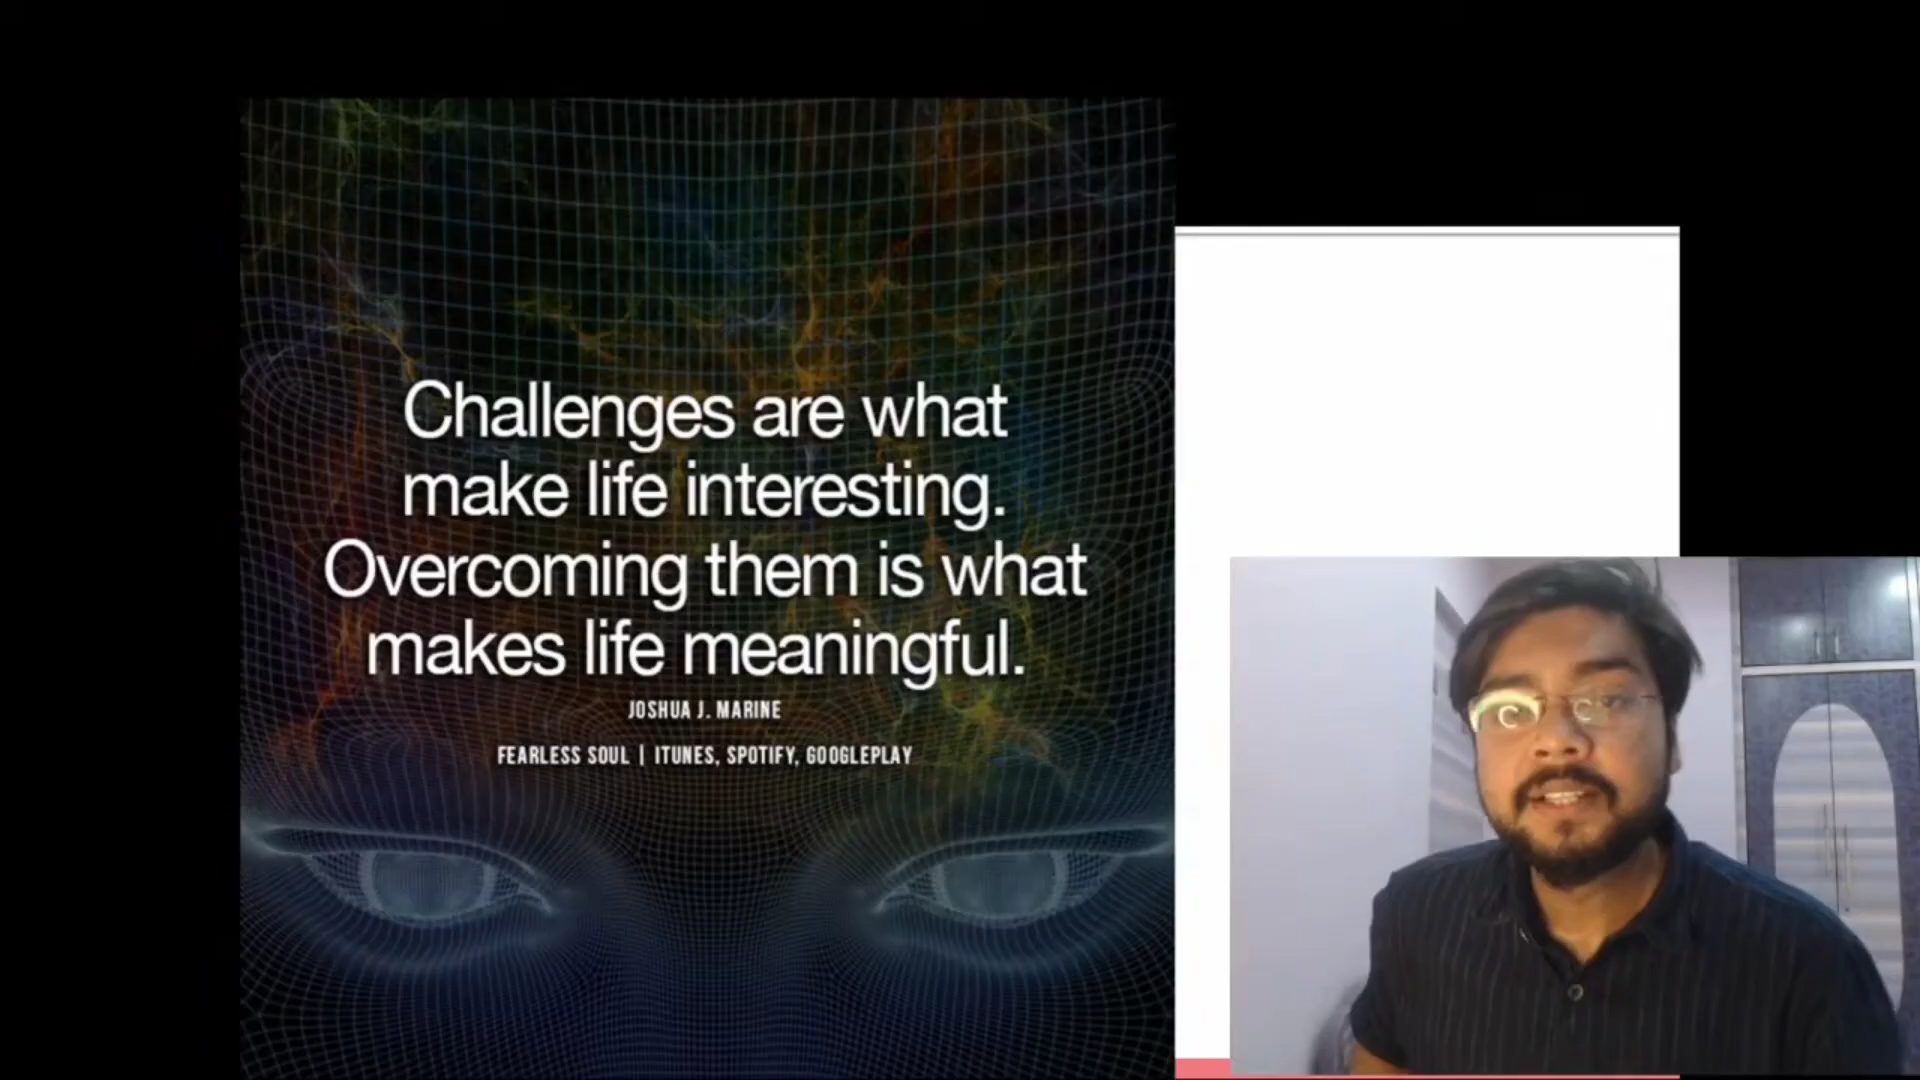 Challenges are what
make life interesting.
Overcoming them is what
makes life meaningful.
JOSHUA J. MARINE
FEARLESS SOUL | ITUNES, SPOTIFY, GOOGLEPLAY